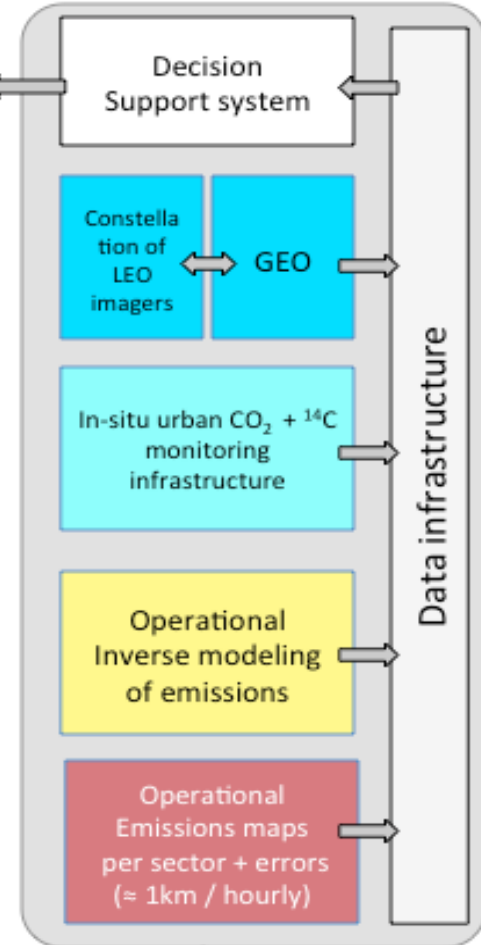 Decision
Support system
Constella
tion of
LEO
imagers
GEO
In-situ urban CO₂ + ¹⁴C
monitoring
infrastructure
Operational
Inverse modeling
of emissions
Operational
Emissions maps
per sector + errors
(≈ 1km / hourly)
Data infrastructure